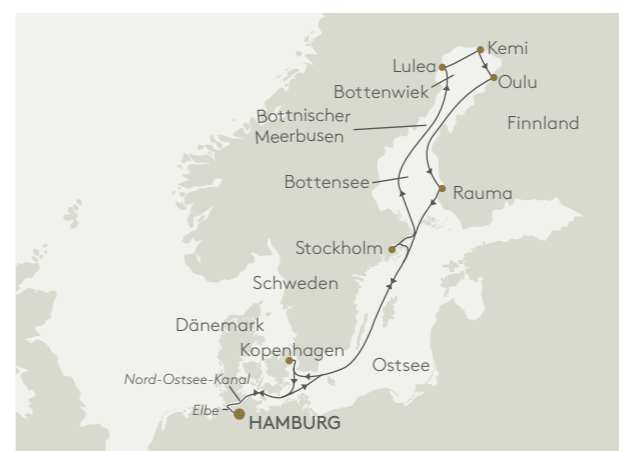 Kemi
Lulea
Oulu
Bottenwiek
Bottnischer
Meerbusen
Finnland
Bottensee
Rauma
Stockholm
Schweden
Dänemark
Kopenhagen
Ostsee
Nord-Ostsee-Kanal
Elbe
HAMBURG